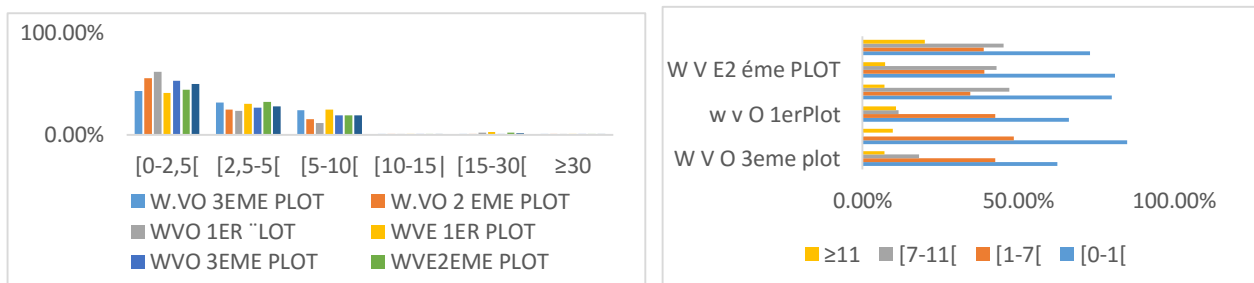 100.00%
0.00%
[0-2,5[ [2,5-5[ [5-10[ [10-15| [15-30[ ≥30
W.VO 3EME PLOT W.VO 2 EME PLOT
WVO 1ER ¨LOT WVE 1ER PLOT
WVO 3EME PLOT WVE2EME PLOT
W V E2 éme PLOT
w v O 1erPlot
W V O 3eme plot
0.00% 50.00% 100.00%
≥11 [7-11[ [1-7[ [0-1[